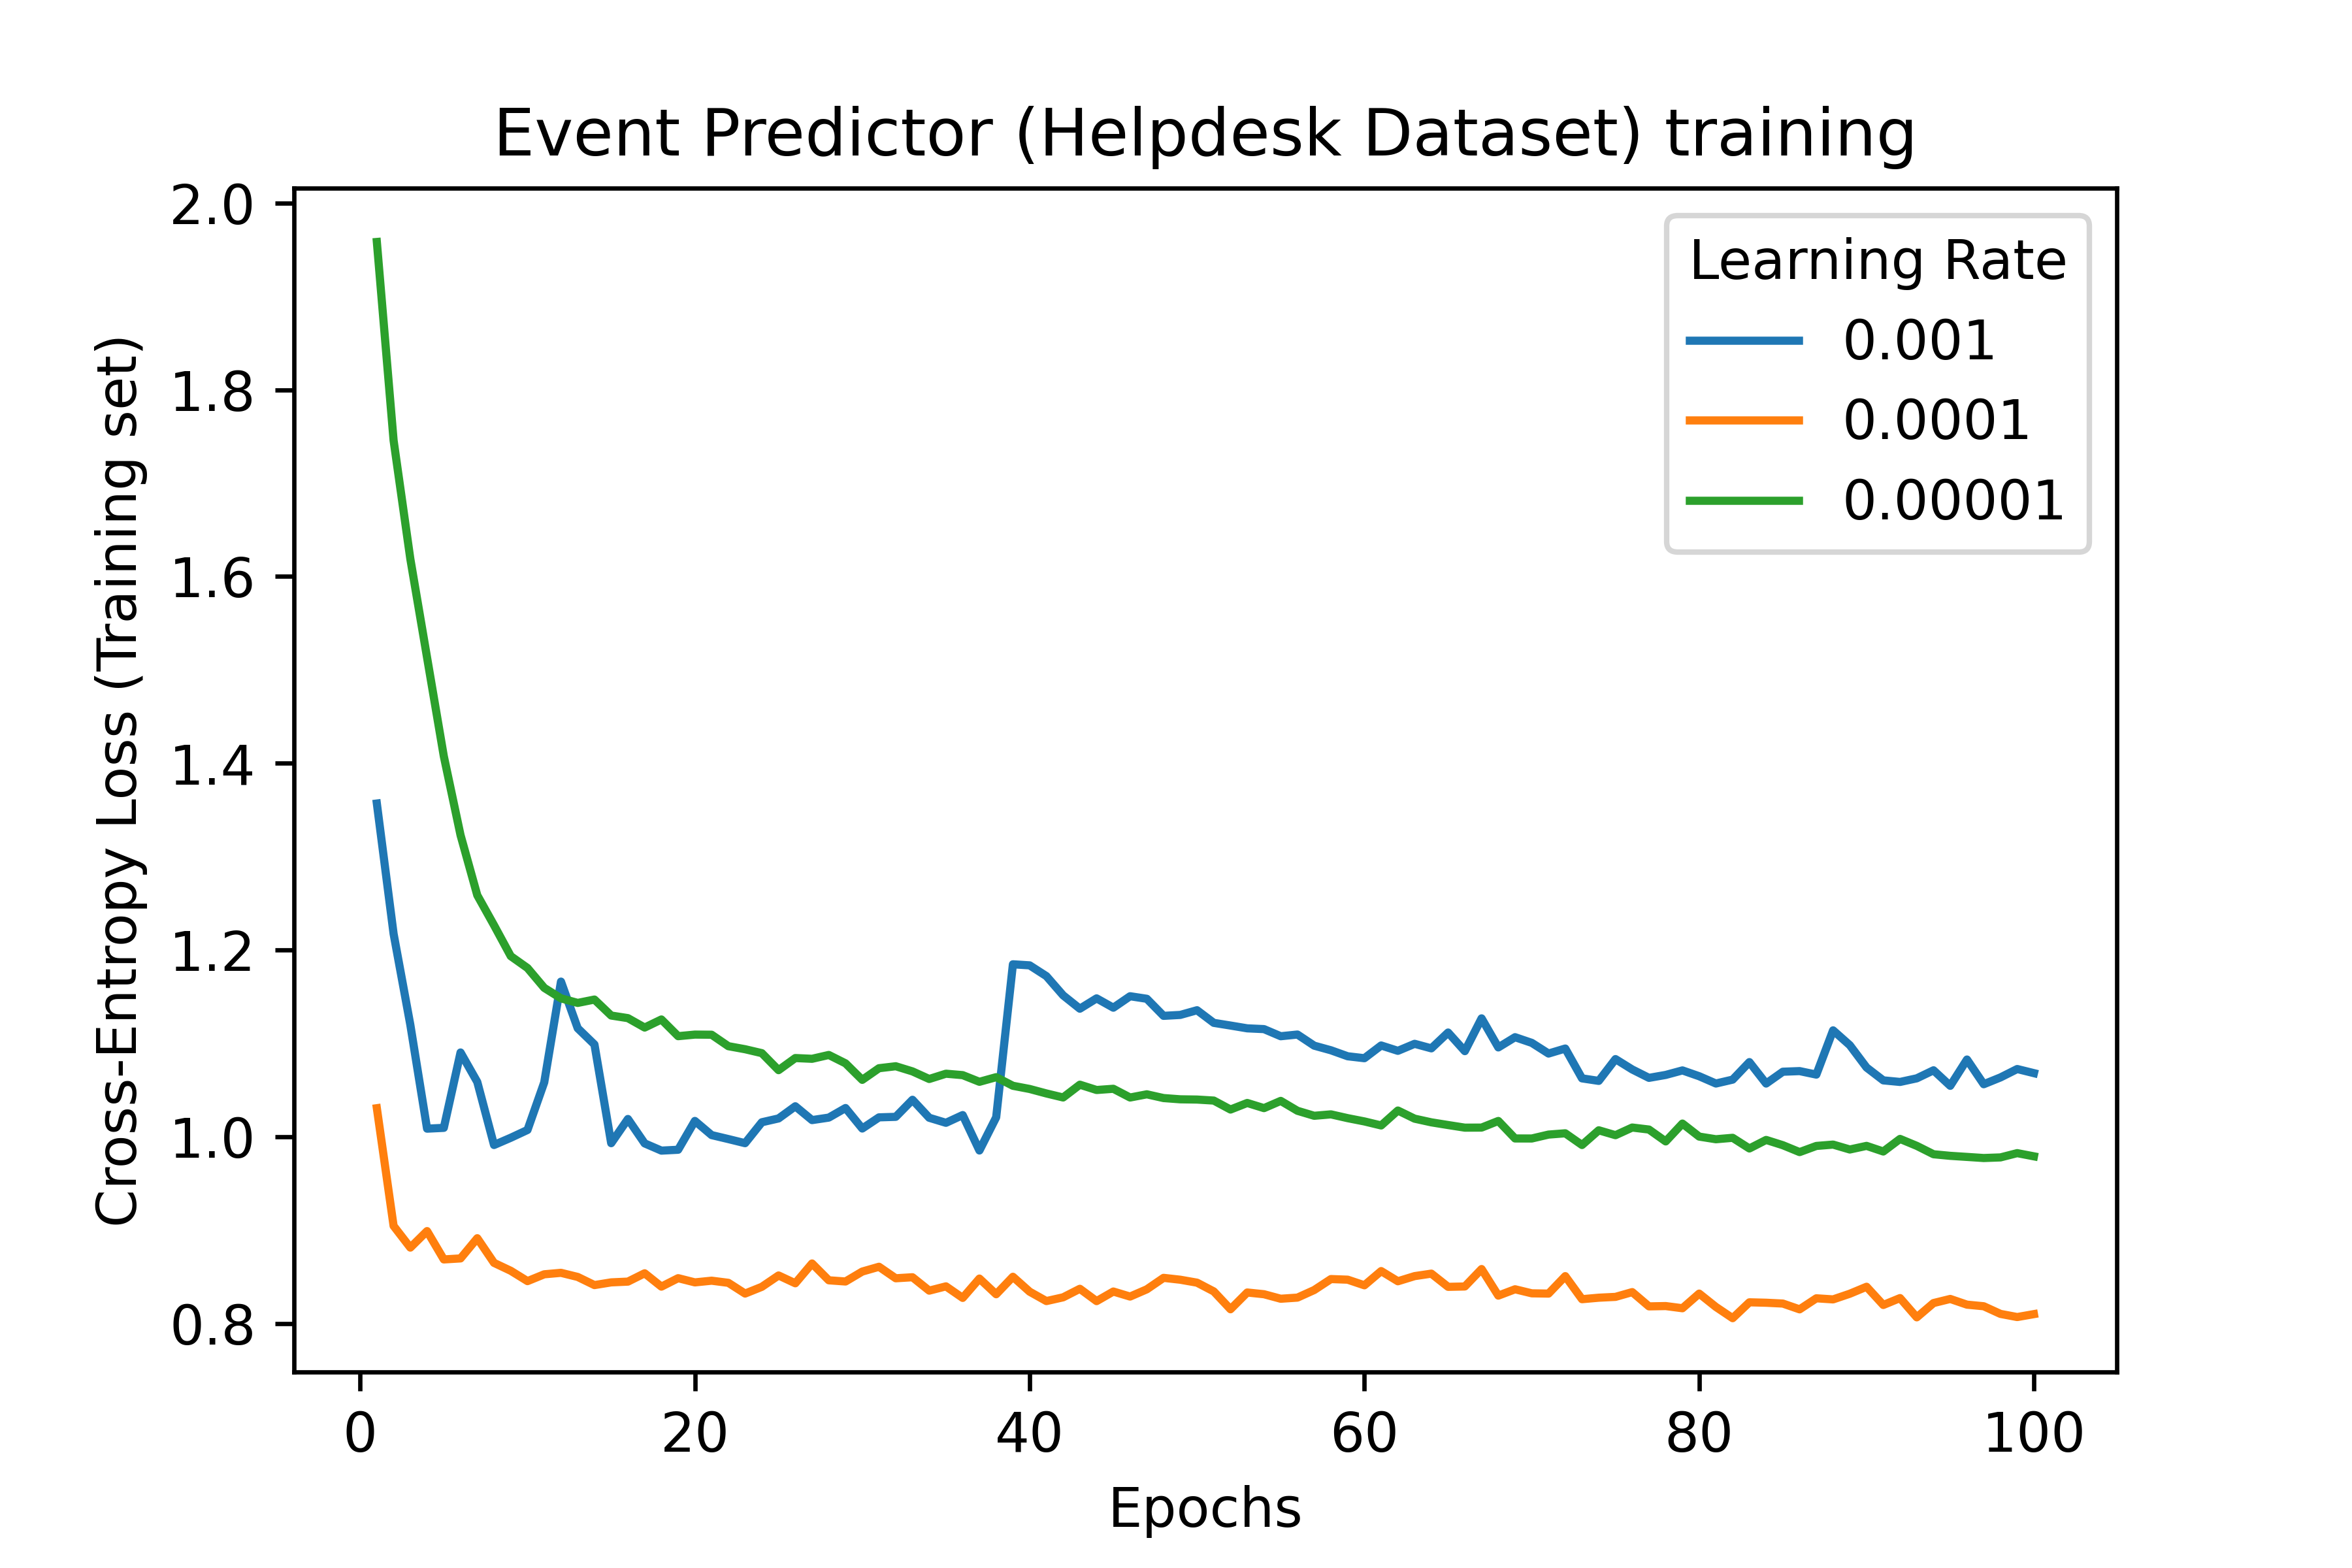 Event Predictor (Helpdesk Dataset) training
Cross-Entropy Loss (Training set)
2.0
1.8
1.6
1.4
1.2
1.0
0.8
Learning Rate
0.001
0.0001
0.00001
0 20 40 60 80 100
Epochs